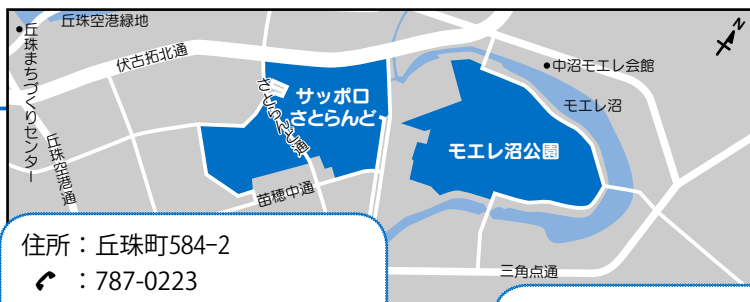 丘珠空港緑地
丘珠まちづくりセンター
伏古拓北通
サッポロ
さとらんど
さとらんど通
丘珠空港通
苗穂中通
中沼モエレ会館
モエレ沼
モエレ沼公園
三角点通
N
住所：丘珠町584-2
：787-0223